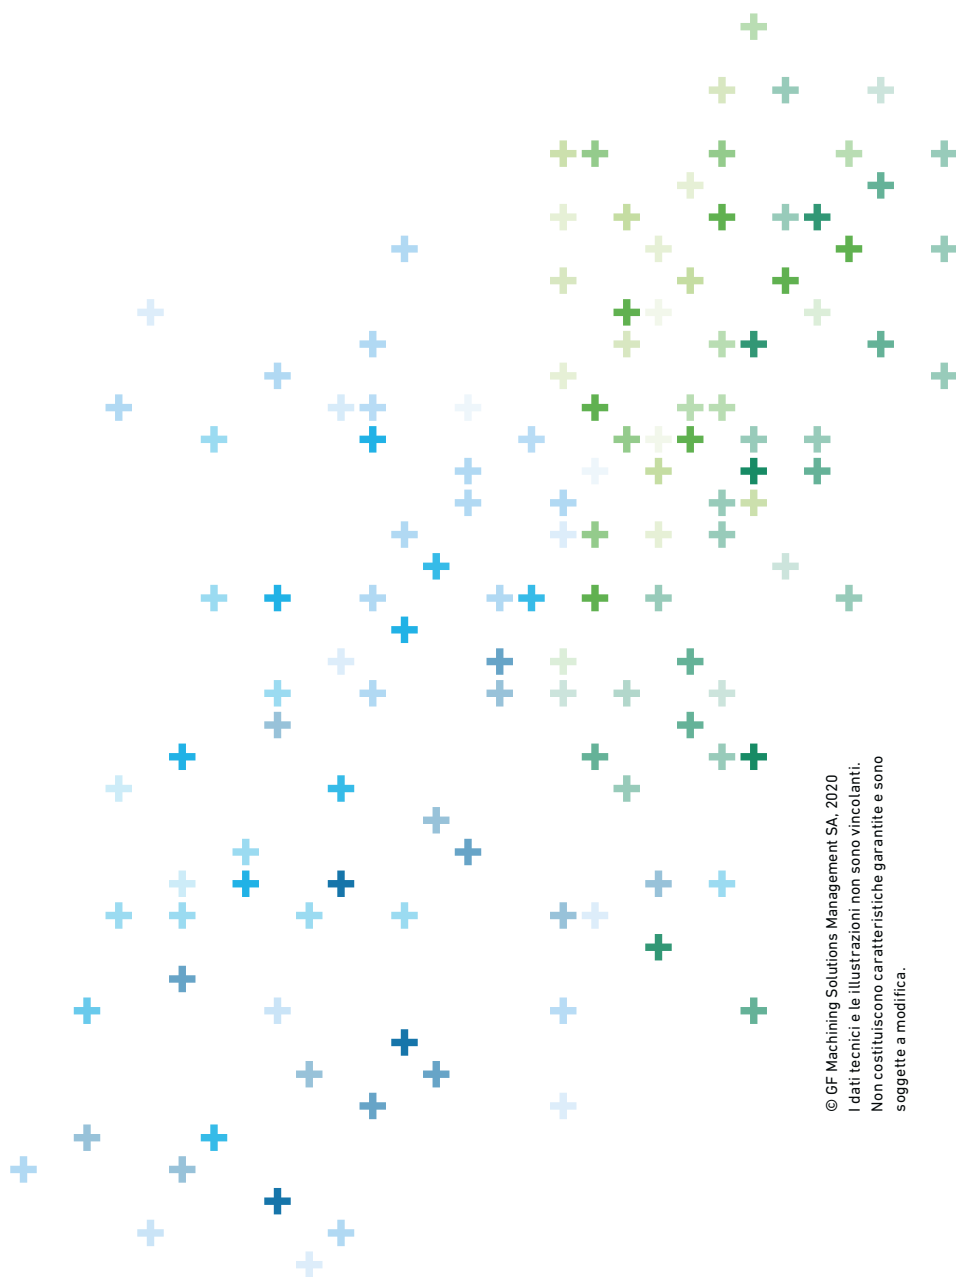 © GF Machining Solutions Management SA, 2020
I dati tecnici e le illustrazioni non sono vincolanti.
Non costituiscono caratteristiche garantite e sono
soggette a modifica.